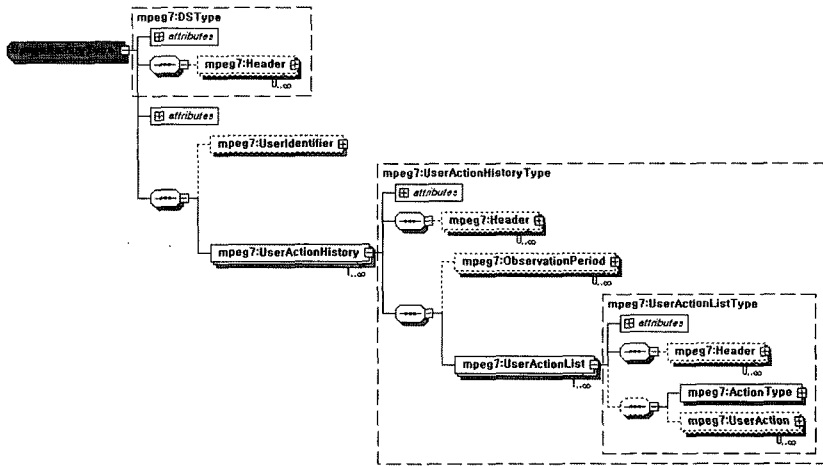 mpeg7:DSType
attributes
mpeg7:Header
0..∞
attributes
mpeg7:UserIdentifier
mpeg7:UserActionHistoryType
attributes
mpeg7:Header
0..∞
mpeg7:UserActionHistory
1..∞
mpeg7:ObservationPeriod
0..∞
mpeg7:UserActionListType
attributes
mpeg7:Header
0..∞
mpeg7:UserActionList
1..∞
mpeg7:ActionType
mpeg7:UserAction
0..∞